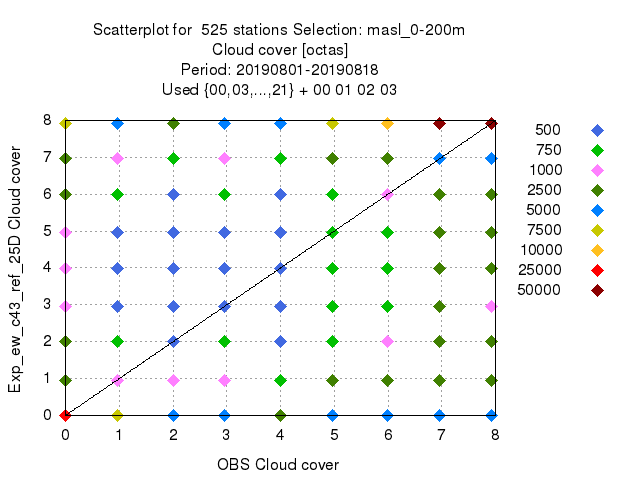 Scatterplot for 525 stations Selection: masl_0-200m
Cloud cover [octas]
Period: 20190801-20190818
Used {00,03,...,21} + 00 01 02 03
Exp_ew_c43_ref_25D Cloud cover
8
7
6
5
4
3
2
1
0
0 1 2 3 4 5 6 7 8
OBS Cloud cover
500
750
1000
2500
5000
7500
10000
25000
50000